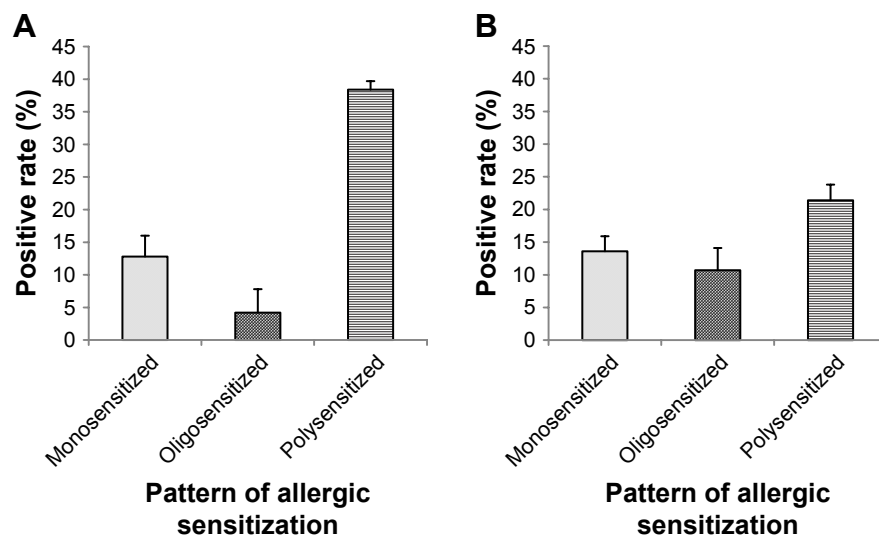 A
45
40
35
30
25
20
15
10
5
0
Positive rate (%)
Monosensitized
Oligosensitized
Polysensitized
Pattern of allergic
sensitization
B
45
40
35
30
25
20
15
10
5
0
Positive rate (%)
Monosensitized
Oligosensitized
Polysensitized
Pattern of allergic
sensitization